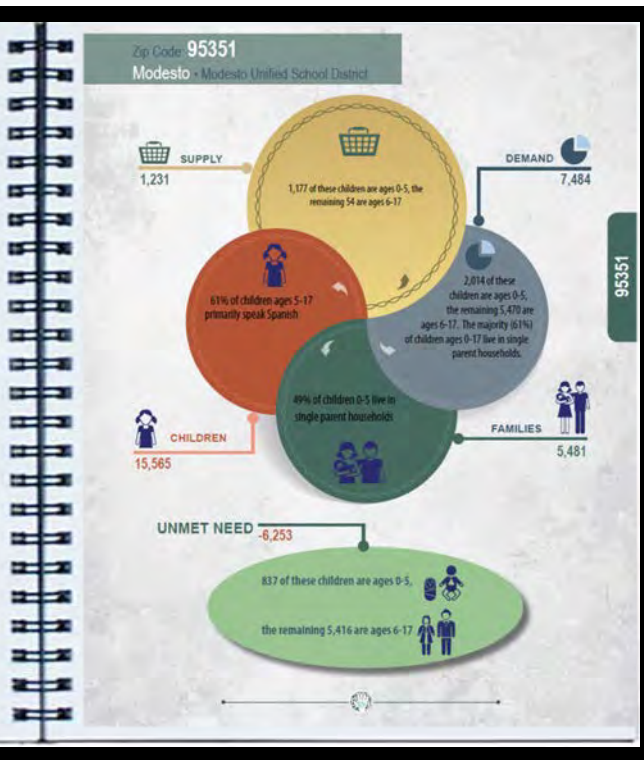 Zip Code 95351
Modesto - Modesto Unified School District
SUPPLY
1,231
1,177 of these children are ages 0-5, the
remaining 54 are ages 6-17
DEMAND
7,484
2,014 of these
children are ages 0-5,
the remaining 5,470 are
ages 6-17. The majority (61%)
of children ages 0-17 live in single
parent households.
95351
61% of children ages 5-17
primarily speak Spanish
49% of children 0-5 live in
single parent households
CHILDREN
15,565
FAMILIES
5,481
UNMET NEED
-6,253
837 of these children are ages 0-5,
the remaining 5,416 are ages 6-17